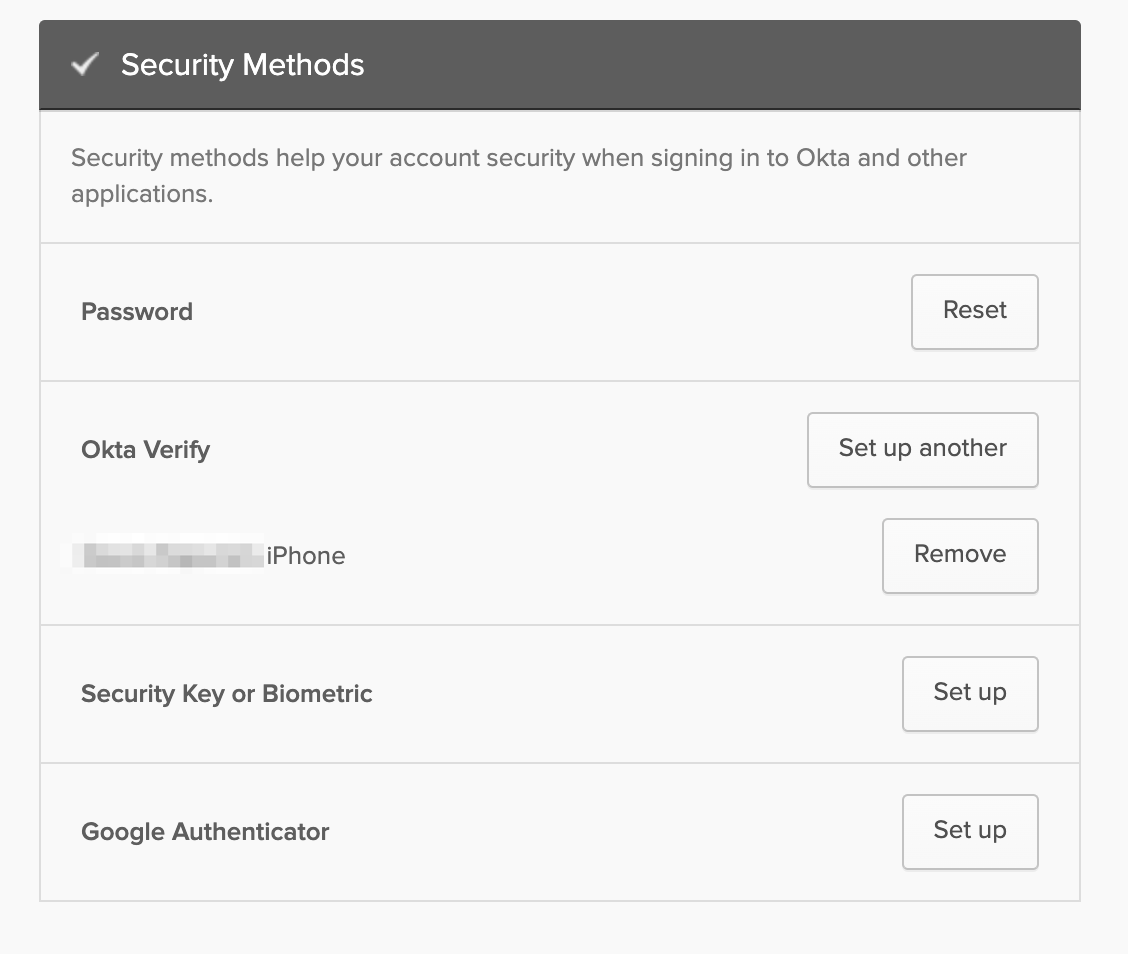 Security Methods
Security methods help your account security when signing in to Okta and other
applications.
Password
Reset
Okta Verify
Set up another
iPhone
Remove
Security Key or Biometric
Set up
Google Authenticator
Set up